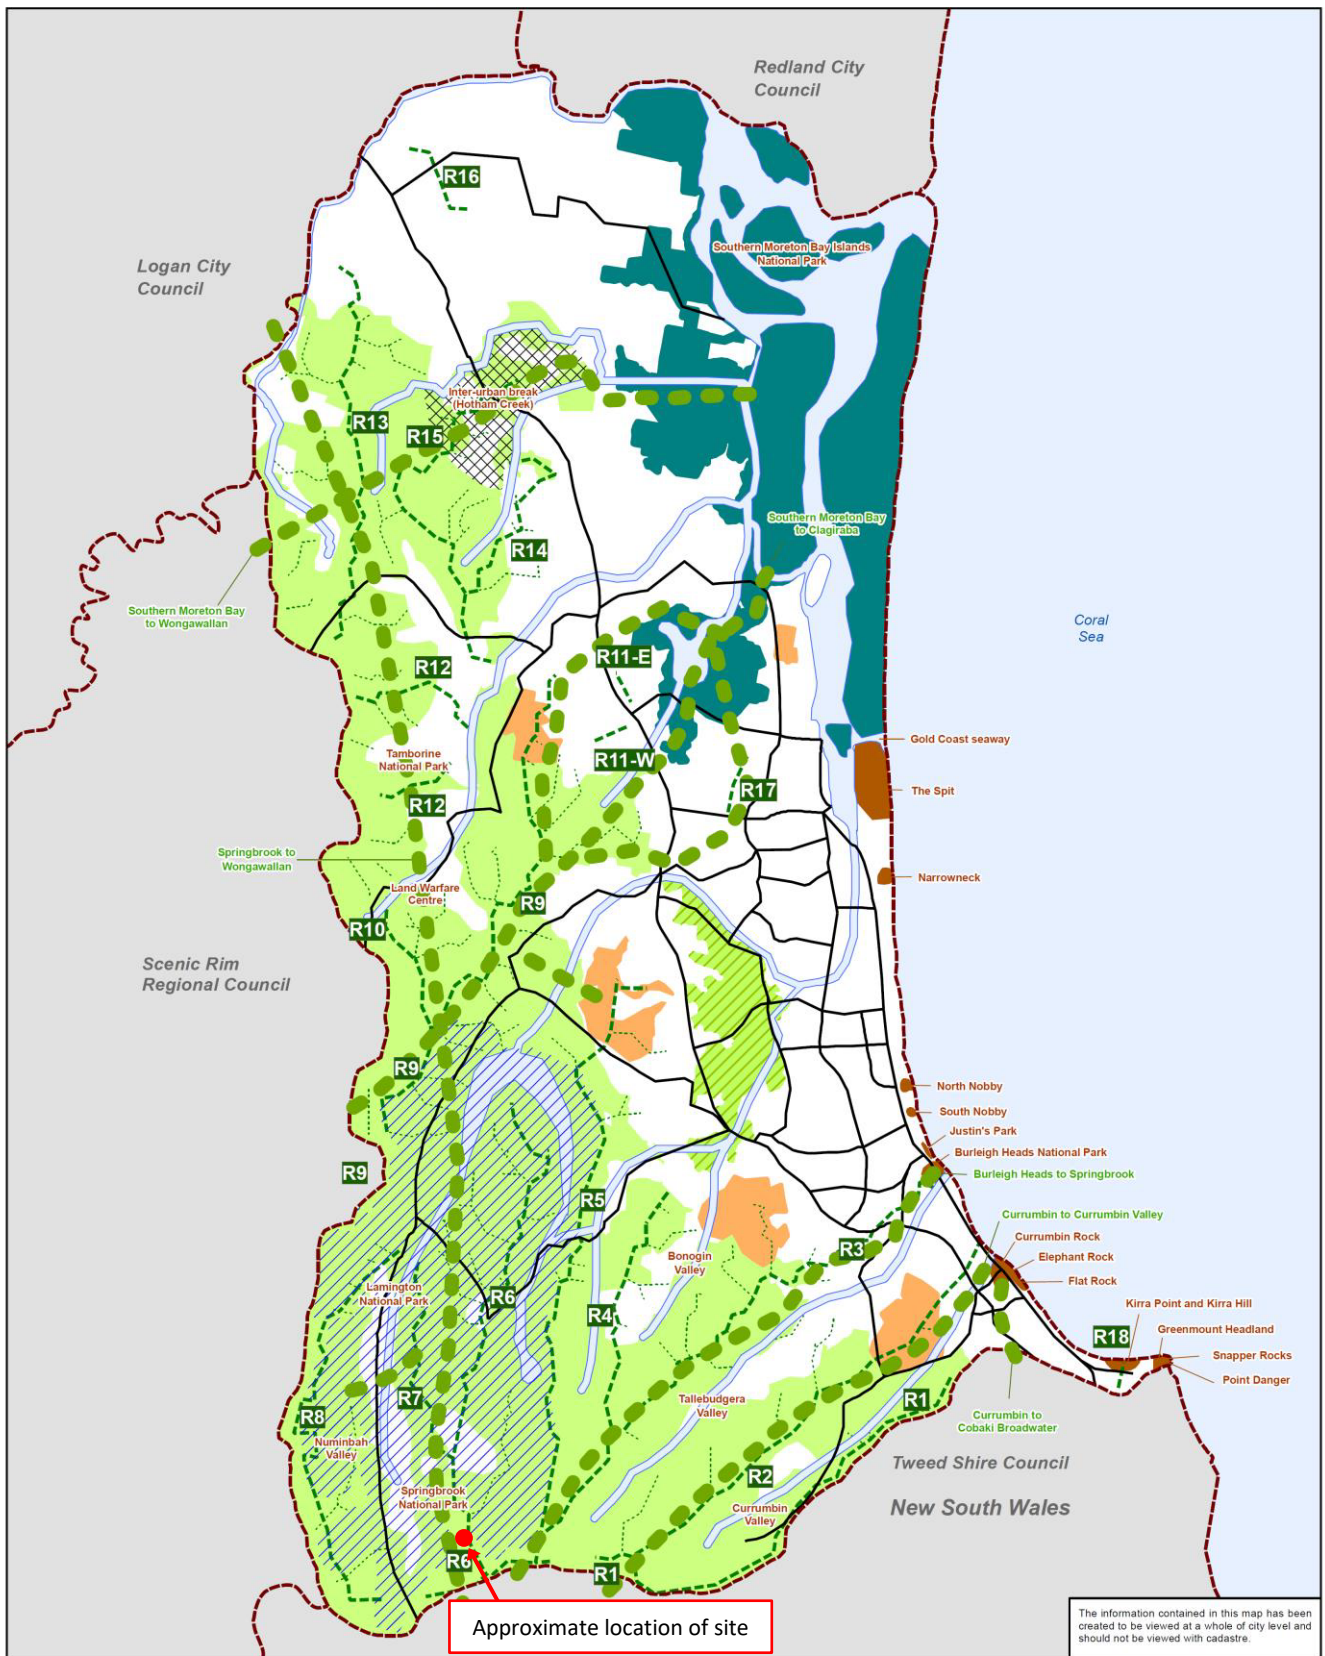 Redland City
Council
R16
Southern Moreton Bay Islands
National Park
Logan City
Council
Inter-urban break
(Hotham Creek)
R13
R15
Southern Moreton Bay
to Clagiraba
R14
Southern Moreton Bay
to Wongawallan
Coral
Sea
R11-E
R12
Gold Coast seaway
Tamborine
National Park
R11-W
R17
The Spit
R12
Springbrook to
Wongawallan
Narrowneck
Land Warfare
Centre
R9
R10
Scenic Rim
Regional Council
R9
North Nobby
South Nobby
Justin's Park
Burleigh Heads National Park
R9
Burleigh Heads to Springbrook
R5
Currumbin to Currumbin Valley
Currumbin Rock
R3
Bonogin
Valley
Elephant Rock
Flat Rock
Lamington
National Park
R6
Kirra Point and Kirra Hill
R4
Greenmount Headland
R18
Snapper Rocks
Point Danger
R7
R1
Tallebudgera
Valley
R8
Currumbin to
Cobaki Broadwater
Numinbah
Valley
Tweed Shire Council
R2
Springbrook
National Park
Currumbin
Valley
New South Wales
R6
R1
Approximate location of site
The information contained in this map has been
created to be viewed at a whole of city level and
should not be viewed with cadastre.